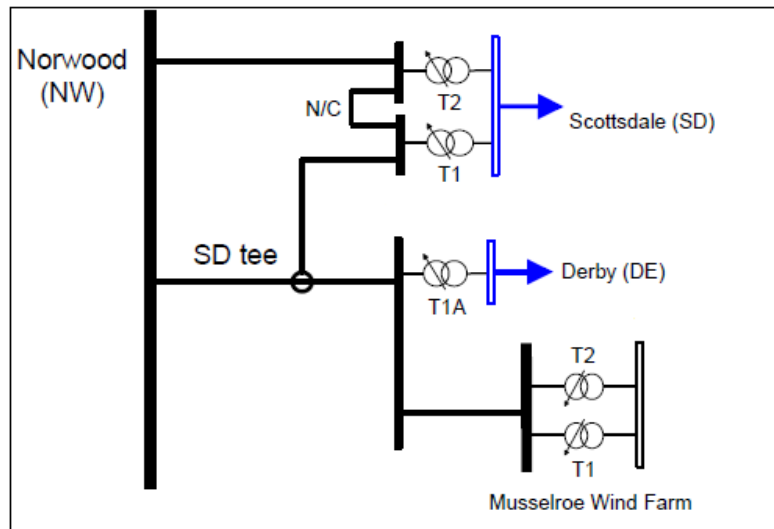 Norwood
(NW)
T2
N/C
Scottsdale (SD)
T1
SD tee
Derby (DE)
T1A
T2
T1
Musselroe Wind Farm